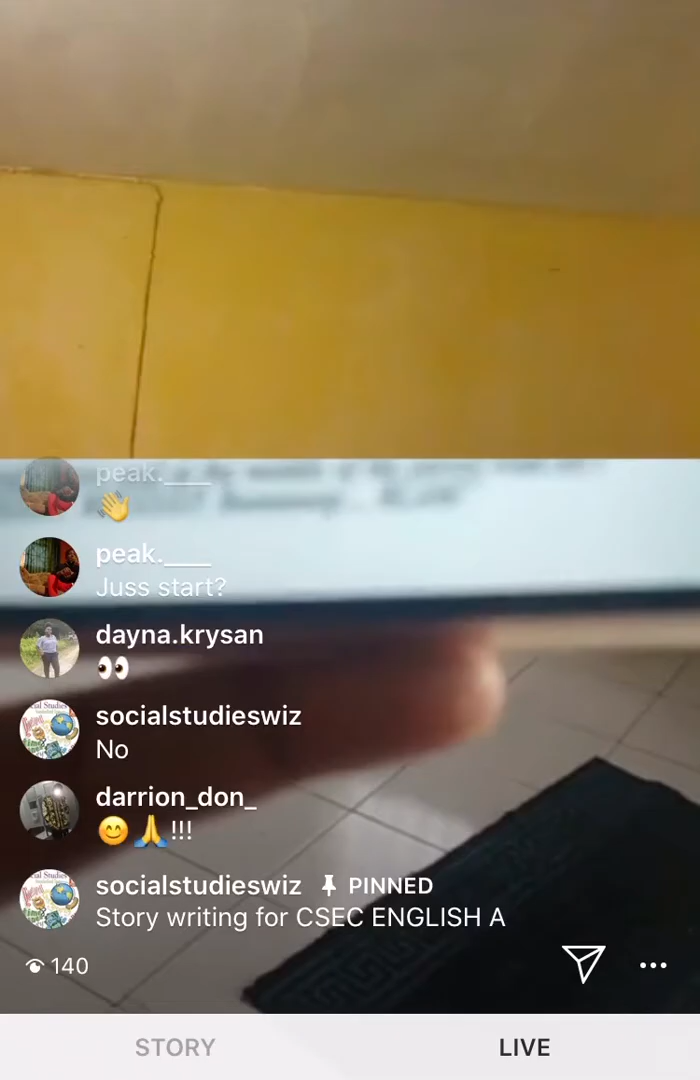 peak.____
👋
peak.____
Juss start?
dayna.krysan
👀
socialstudieswiz
No
darrion_don_
😊🙏!!!
socialstudieswiz PINNED
Story writing for CSEC ENGLISH A
140
STORY
LIVE